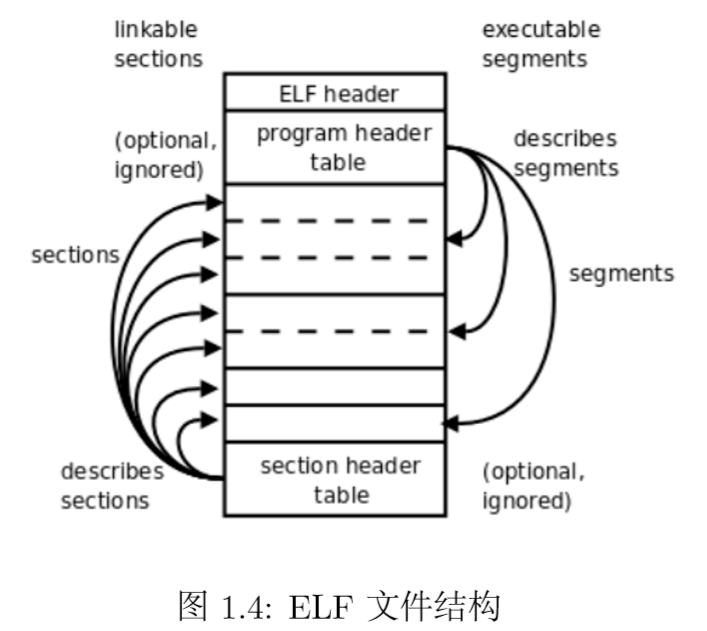 linkable
sections
executable
segments
ELF header
(optional,
ignored)
program header
table
describes
segments
sections
segments
describes
sections
section header
table
(optional,
ignored)
图 1.4: ELF 文件结构